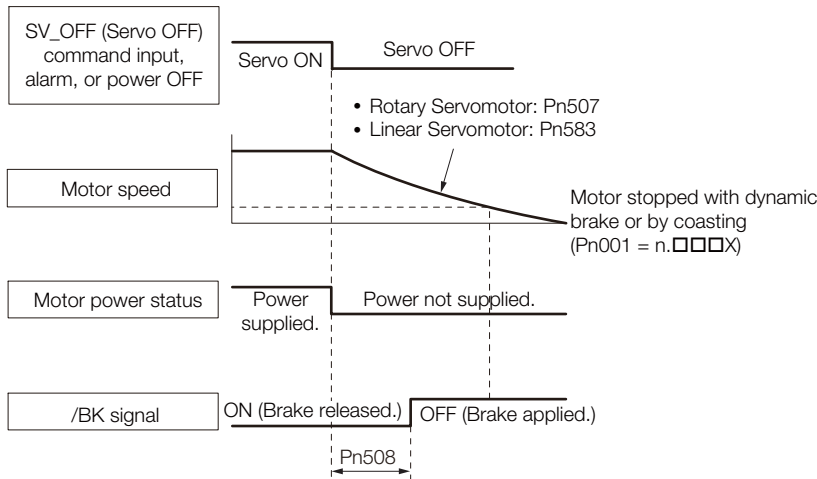 SV_OFF (Servo OFF)
command input,
alarm, or power OFF
Servo ON
Servo OFF
• Rotary Servomotor: Pn507
• Linear Servomotor: Pn583
Motor speed
Motor stopped with dynamic
brake or by coasting
(Pn001 = n.□□□X)
Motor power status
Power
supplied.
Power not supplied.
/BK signal
ON (Brake released.)
OFF (Brake applied.)
Pn508